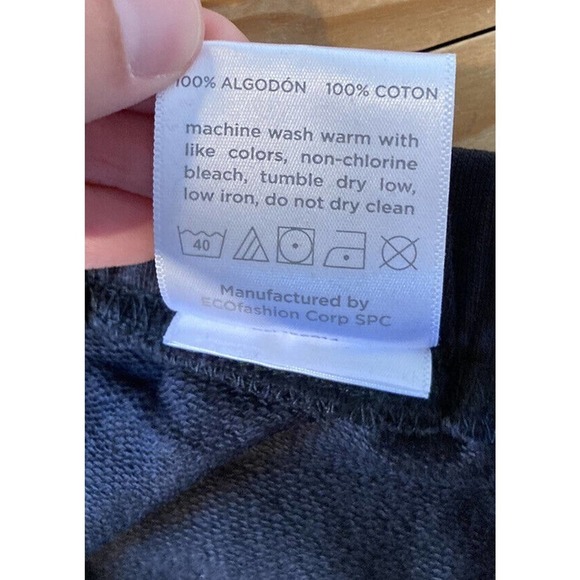 100% ALGODÓN 100% COTON
machine wash warm with
like colors, non-chlorine
bleach, tumble dry low,
low iron, do not dry clean
40
Manufactured by
ECOfashion Corp SPC